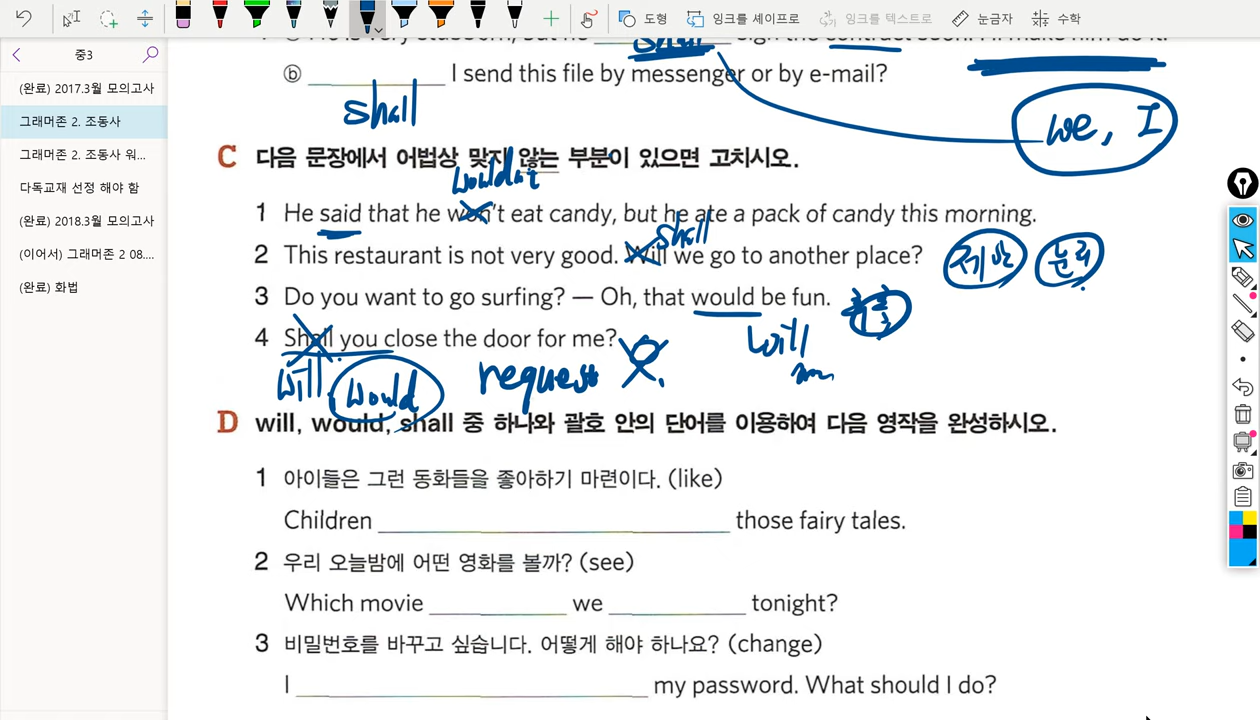 도형
잉크를 셰이프로
잉크를 텍스트로
눈금자
수학
중3
(완료) 2017.3월 모의고사
그래머존 2. 조동사
그래머존 2. 조동사 워...
다독교재 선정 해야 함
(완료) 2018.3월 모의고사
(이어서) 그래머존 2 08....
(완료) 화법
shall
ⓑ ________ I send this file by messenger or by e-mail?
shall
we, I
C 다음 문장에서 어법상 맞지 않는 부분이 있으면 고치시오.
wouldn't
1 He said that he won't eat candy, but he ate a pack of candy this morning.
shall
2 This restaurant is not very good. Will we go to another place?
제안
3 Do you want to go surfing? — Oh, that would be fun.
4 Shall you close the door for me?
will
will. would
request
D will, would, shall 중 하나와 괄호 안의 단어를 이용하여 다음 영작을 완성하시오.
1 아이들은 그런 동화들을 좋아하기 마련이다. (like)
Children ________ those fairy tales.
2 우리 오늘밤에 어떤 영화를 볼까? (see)
Which movie ________ we ________ tonight?
3 비밀번호를 바꾸고 싶습니다. 어떻게 해야 하나요? (change)
I ________ my password. What should I do?